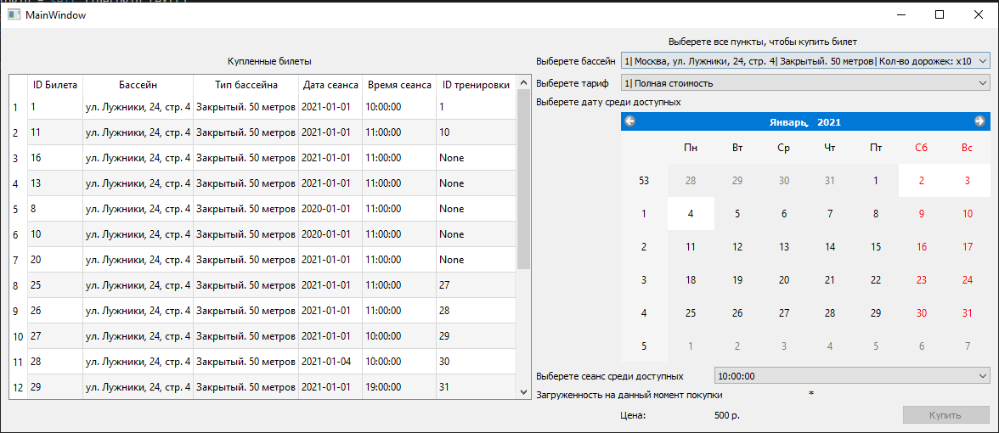 MainWindow
Купленные билеты
ID Билета Бассейн Тип бассейна Дата сеанса Время сеанса ID тренировки
1 1 ул. Лужники, 24, стр. 4 Закрытый. 50 метров 2021-01-01 10:00:00 1
2 11 ул. Лужники, 24, стр. 4 Закрытый. 50 метров 2021-01-01 11:00:00 10
3 16 ул. Лужники, 24, стр. 4 Закрытый. 50 метров 2021-01-01 11:00:00 None
4 13 ул. Лужники, 24, стр. 4 Закрытый. 50 метров 2021-01-01 11:00:00 None
5 8 ул. Лужники, 24, стр. 4 Закрытый. 50 метров 2020-01-01 11:00:00 None
6 10 ул. Лужники, 24, стр. 4 Закрытый. 50 метров 2020-01-01 11:00:00 None
7 20 ул. Лужники, 24, стр. 4 Закрытый. 50 метров 2021-01-01 11:00:00 None
8 25 ул. Лужники, 24, стр. 4 Закрытый. 50 метров 2021-01-01 11:00:00 27
9 26 ул. Лужники, 24, стр. 4 Закрытый. 50 метров 2021-01-01 11:00:00 28
10 27 ул. Лужники, 24, стр. 4 Закрытый. 50 метров 2021-01-01 10:00:00 29
11 28 ул. Лужники, 24, стр. 4 Закрытый. 50 метров 2021-01-04 10:00:00 30
12 29 ул. Лужники, 24, стр. 4 Закрытый. 50 метров 2021-01-01 19:00:00 31
Выберете все пункты, чтобы купить билет
Выберете бассейн 1| Москва, ул. Лужники, 24, стр. 4| Закрытый. 50 метров| Кол-во дорожек: x10
Выберете тариф 1| Полная стоимость
Выберете дату среди доступных
Январь, 2021
Пн Вт Ср Чт Пт Сб Вс
53 28 29 30 31 1 2 3
1 4 5 6 7 8 9 10
2 11 12 13 14 15 16 17
3 18 19 20 21 22 23 24
4 25 26 27 28 29 30 31
5 1 2 3 4 5 6 7
Выберете сеанс среди доступных 10:00:00
Загруженность на данный момент покупки *
Цена: 500 р. Купить